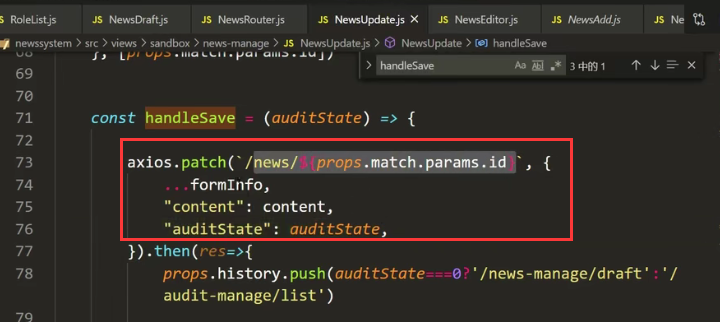 RoleList.js NewsDraft.js NewsRouter.js JS NewsUpdate.js JS NewsEditor.js JS NewsAdd.js JS Nev
newssystem > src > views > sandbox > news-manage > JS NewsUpdate.js > NewsUpdate > handleSave
68 }, [props.match.params.id])
handleSave Aa ab .* 3 中的 1
69
70
71 const handleSave = (auditState) => {
72
73 axios.patch(`/news/${props.match.params.id}`, {
74 ...formInfo,
75 "content": content,
76 "auditState": auditState,
77 }).then(res=>{
78 props.history.push(auditState===0?'/news-manage/draft':'/
audit-manage/list')
79